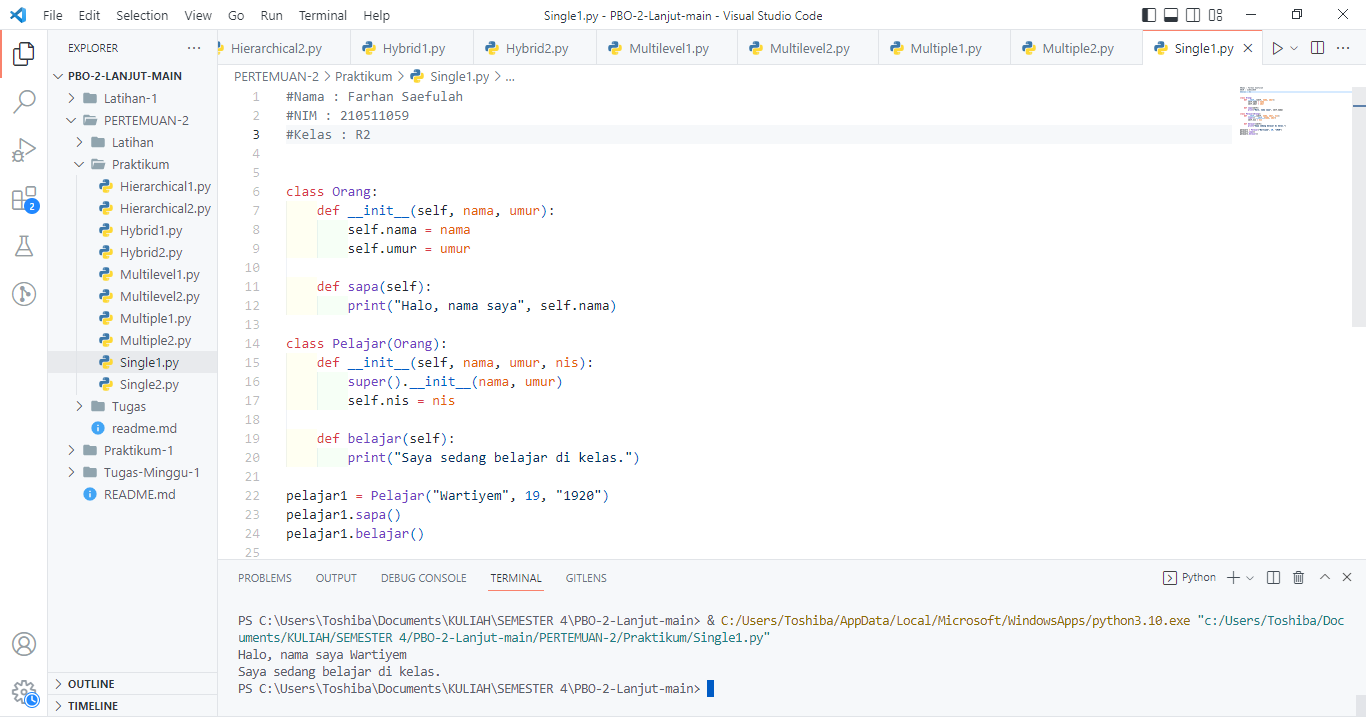 File Edit Selection View Go Run Terminal Help
Single1.py - PBO-2-Lanjut-main - Visual Studio Code
EXPLORER
PBO-2-LANJUT-MAIN
Latihan-1
PERTEMUAN-2
Latihan
Praktikum
Hierarchical1.py
Hierarchical2.py
Hybrid1.py
Hybrid2.py
Multilevel1.py
Multilevel2.py
Multiple1.py
Multiple2.py
Single1.py
Single2.py
Tugas
readme.md
Praktikum-1
Tugas-Minggu-1
README.md
OUTLINE
TIMELINE
2
Hierarchical2.py Hybrid1.py Hybrid2.py Multilevel1.py Multilevel2.py Multiple1.py Multiple2.py Single1.py
PERTEMUAN-2 > Praktikum > Single1.py > ...
1 #Nama : Farhan Saefulah
2 #NIM : 210511059
3 #Kelas : R2
4
5
6 class Orang:
7     def __init__(self, nama, umur):
8         self.nama = nama
9         self.umur = umur
10
11     def sapa(self):
12         print("Halo, nama saya", self.nama)
13
14 class Pelajar(Orang):
15     def __init__(self, nama, umur, nis):
16         super().__init__(nama, umur)
17         self.nis = nis
18
19     def belajar(self):
20         print("Saya sedang belajar di kelas.")
21
22 pelajar1 = Pelajar("Wartiyem", 19, "1920")
23 pelajar1.sapa()
24 pelajar1.belajar()
25
PROBLEMS OUTPUT DEBUG CONSOLE TERMINAL GITLENS
Python
PS C:\Users\Toshiba\Documents\KULIAH\SEMESTER 4\PBO-2-Lanjut-main> & C:/Users/Toshiba/AppData/Local/Microsoft/WindowsApps/python3.10.exe "c:/Users/Toshiba/Doc
uments/KULIAH/SEMESTER 4/PBO-2-Lanjut-main/PERTEMUAN-2/Praktikum/Single1.py"
Halo, nama saya Wartiyem
Saya sedang belajar di kelas.
PS C:\Users\Toshiba\Documents\KULIAH\SEMESTER 4\PBO-2-Lanjut-main>